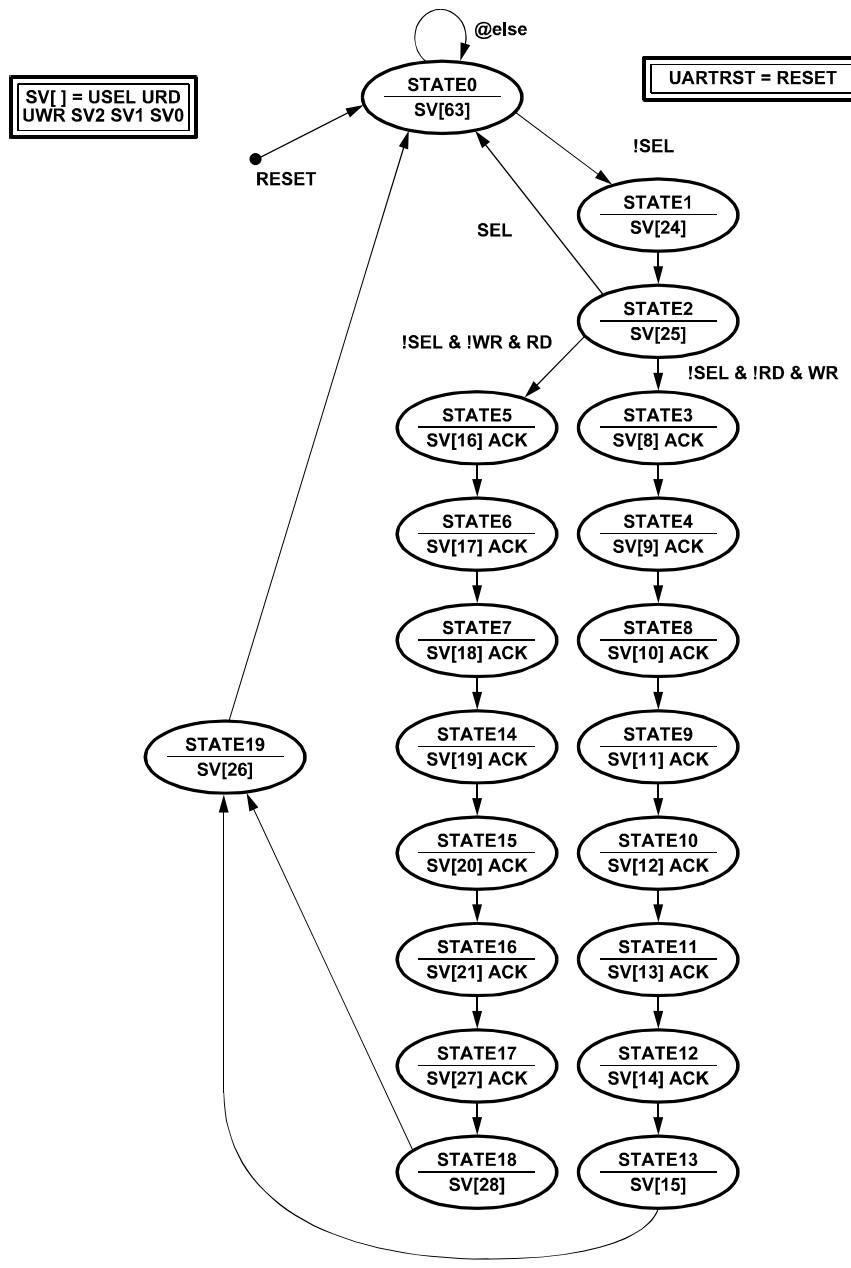 @else
STATE0
SV[63]
UARTRST = RESET
SV[ ] = USEL URD
UWR SV2 SV1 SV0
RESET
!SEL
STATE1
SV[24]
SEL
STATE2
SV[25]
!SEL & !WR & RD
!SEL & !RD & WR
STATE5
SV[16] ACK
STATE3
SV[8] ACK
STATE6
SV[17] ACK
STATE4
SV[9] ACK
STATE7
SV[18] ACK
STATE8
SV[10] ACK
STATE19
SV[26]
STATE14
SV[19] ACK
STATE9
SV[11] ACK
STATE15
SV[20] ACK
STATE10
SV[12] ACK
STATE16
SV[21] ACK
STATE11
SV[13] ACK
STATE17
SV[27] ACK
STATE12
SV[14] ACK
STATE18
SV[28]
STATE13
SV[15]